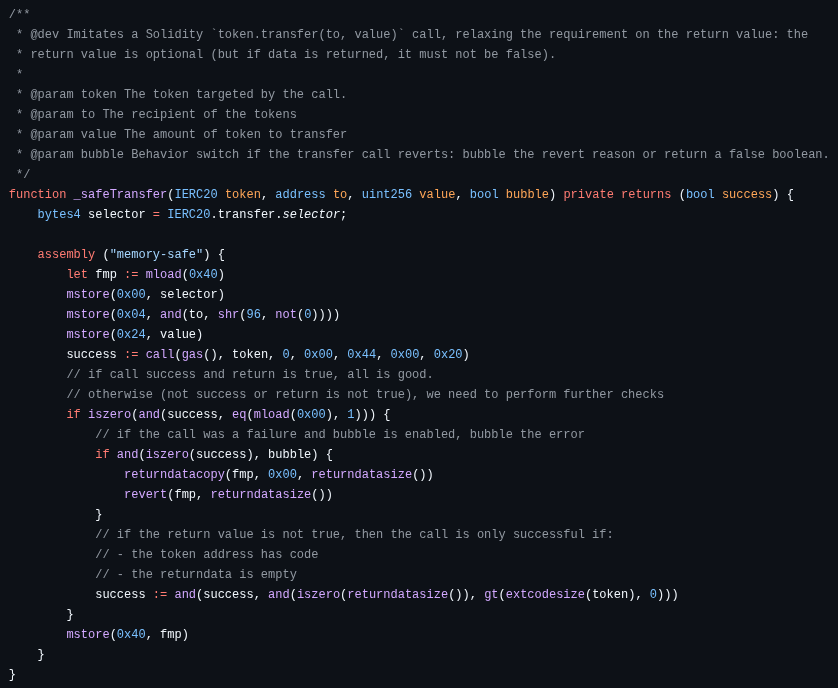 /**
 * @dev Imitates a Solidity `token.transfer(to, value)` call, relaxing the requirement on the return value: the
 * return value is optional (but if data is returned, it must not be false).
 *
 * @param token The token targeted by the call.
 * @param to The recipient of the tokens
 * @param value The amount of token to transfer
 * @param bubble Behavior switch if the transfer call reverts: bubble the revert reason or return a false boolean.
 */
function _safeTransfer(IERC20 token, address to, uint256 value, bool bubble) private returns (bool success) {
    bytes4 selector = IERC20.transfer.selector;

    assembly ("memory-safe") {
        let fmp := mload(0x40)
        mstore(0x00, selector)
        mstore(0x04, and(to, shr(96, not(0))))
        mstore(0x24, value)
        success := call(gas(), token, 0, 0x00, 0x44, 0x00, 0x20)
        // if call success and return is true, all is good.
        // otherwise (not success or return is not true), we need to perform further checks
        if iszero(and(success, eq(mload(0x00), 1))) {
            // if the call was a failure and bubble is enabled, bubble the error
            if and(iszero(success), bubble) {
                returndatacopy(fmp, 0x00, returndatasize())
                revert(fmp, returndatasize())
            }
            // if the return value is not true, then the call is only successful if:
            // - the token address has code
            // - the returndata is empty
            success := and(success, and(iszero(returndatasize()), gt(extcodesize(token), 0)))
        }
        mstore(0x40, fmp)
    }
}